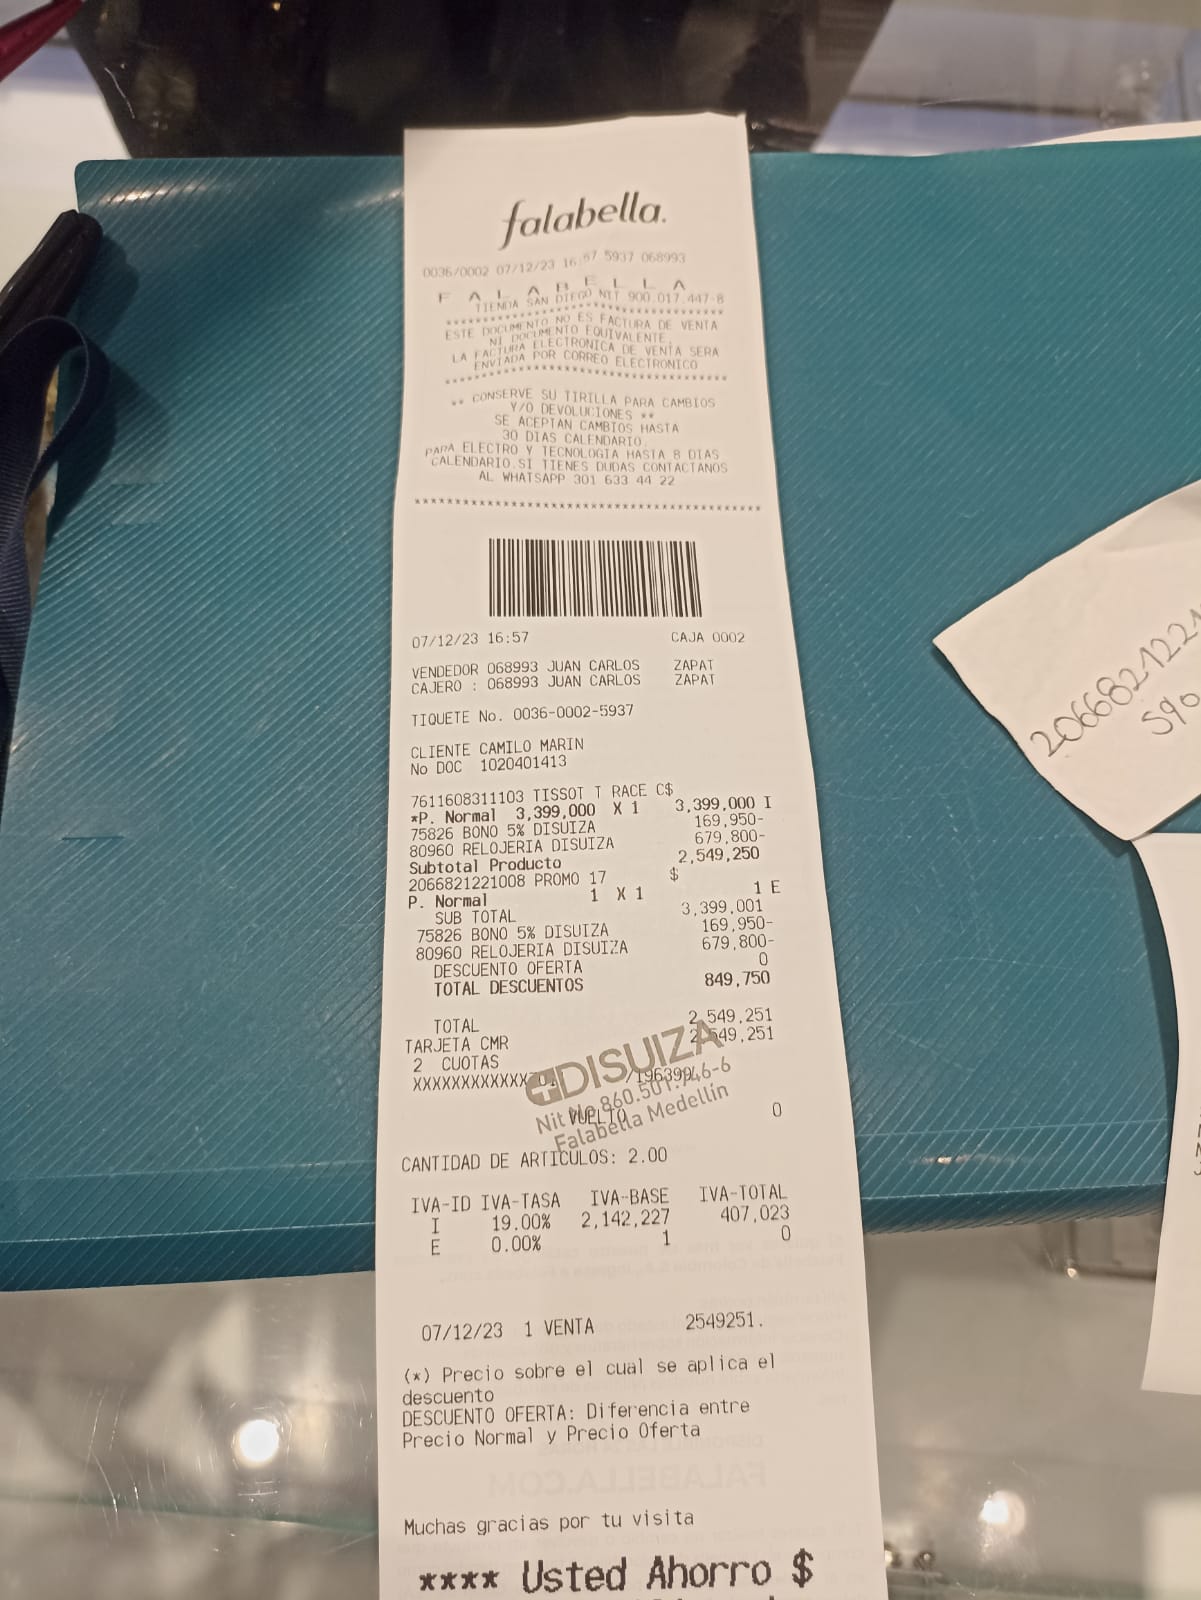 falabella.
0036/0002 07/12/23 16:57 5937 068993
F A L A B E L L A
TIENDA SAN DIEGO NIT 900.017.447-8
****************************************
ESTE DOCUMENTO NO ES FACTURA DE VENTA
NI DOCUMENTO EQUIVALENTE,
LA FACTURA ELECTRONICA DE VENTA SERA
ENVIADA POR CORREO ELECTRONICO
****************************************
** CONSERVE SU TIRILLA PARA CAMBIOS
Y/O DEVOLUCIONES **
SE ACEPTAN CAMBIOS HASTA
30 DIAS CALENDARIO.
PARA ELECTRO Y TECNOLOGIA HASTA 8 DIAS
CALENDARIO.SI TIENES DUDAS CONTACTANOS
AL WHATSAPP 301 633 44 22
****************************************
07/12/23 16:57 CAJA 0002
VENDEDOR 068993 JUAN CARLOS ZAPAT
CAJERO : 068993 JUAN CARLOS ZAPAT
TIQUETE No. 0036-0002-5937
CLIENTE CAMILO MARIN
No DOC 1020401413
7611608311103 TISSOT T RACE C$
*P. Normal 3,399,000 X 1 3,399,000 I
75826 BONO 5% DISUIZA 169,950-
80960 RELOJERIA DISUIZA 679,800-
Subtotal Producto 2,549,250
2066821221008 PROMO 17 $
P. Normal 1 X 1 1 E
SUB TOTAL 3,399,001
75826 BONO 5% DISUIZA 169,950-
80960 RELOJERIA DISUIZA 679,800-
DESCUENTO OFERTA 0
TOTAL DESCUENTOS 849,750
TOTAL 2,549,251
TARJETA CMR 2,549,251
2 CUOTAS
XXXXXXXXXXXX
DISUIZA
Nit No 860.501.
Falabella Medellín
VUELTO 0
CANTIDAD DE ARTICULOS: 2.00
IVA-ID IVA-TASA IVA-BASE IVA-TOTAL
I 19.00% 2,142,227 407,023
E 0.00% 1 0
07/12/23 1 VENTA 2549251.
(*) Precio sobre el cual se aplica el
descuento
DESCUENTO OFERTA: Diferencia entre
Precio Normal y Precio Oferta
Muchas gracias por tu visita
**** Usted Ahorro $